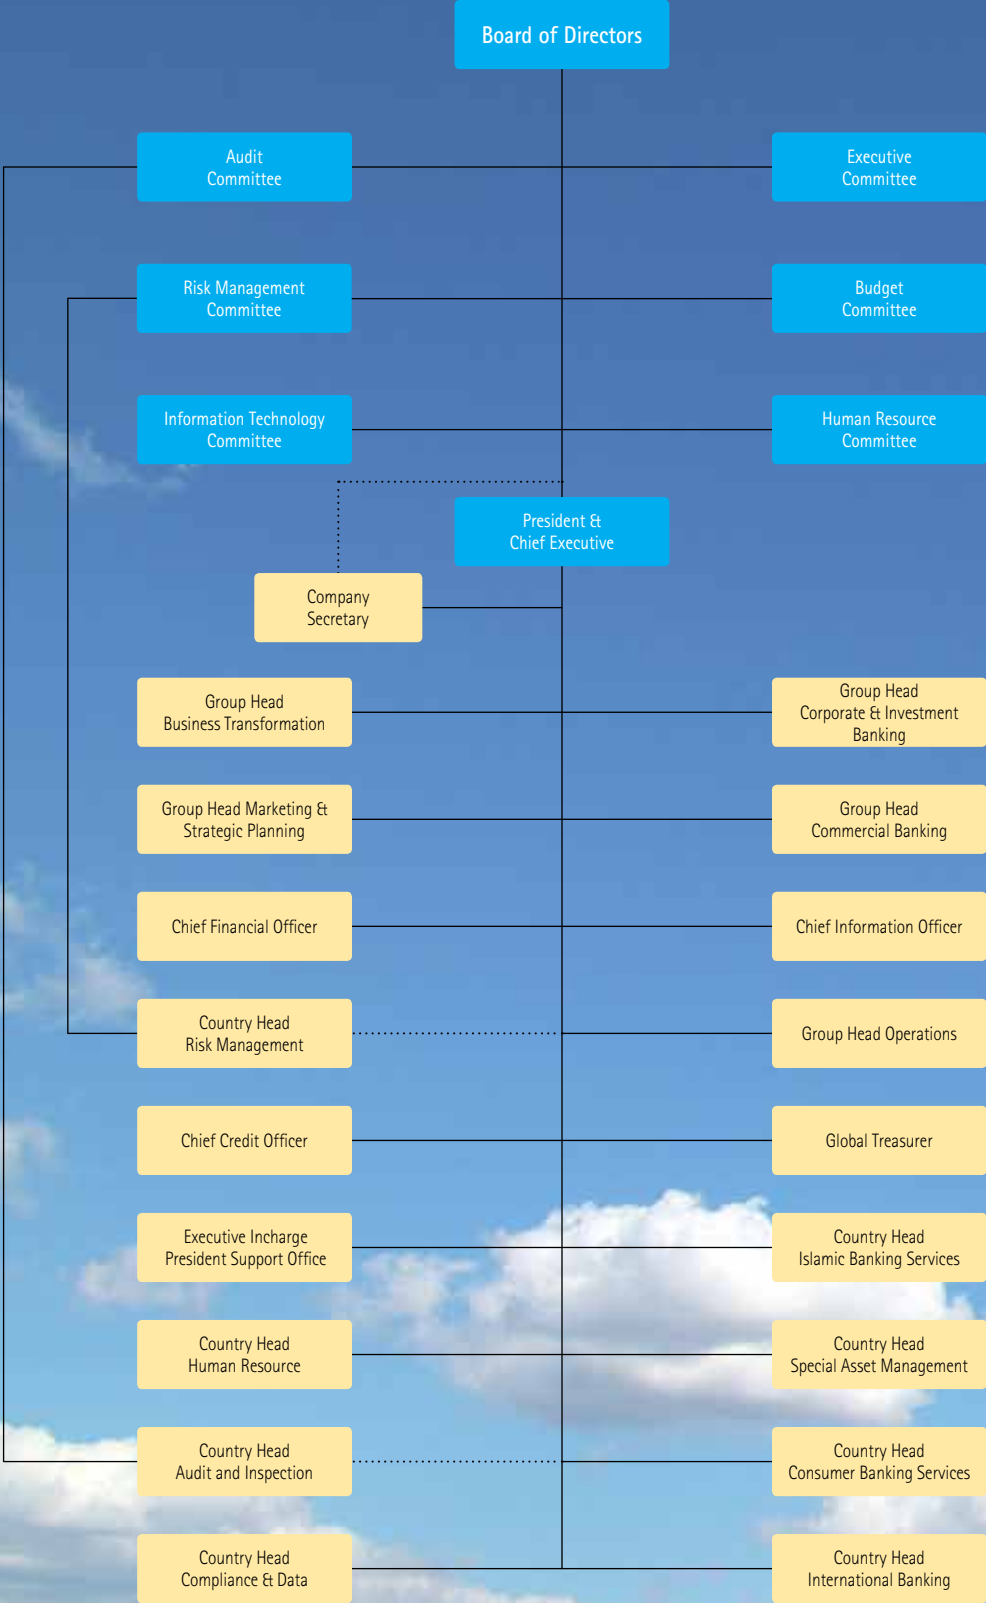 Board of Directors
Audit
Committee
Executive
Committee
Risk Management
Committee
Budget
Committee
Information Technology
Committee
Human Resource
Committee
President &
Chief Executive
Company
Secretary
Group Head
Business Transformation
Group Head
Corporate & Investment
Banking
Group Head Marketing &
Strategic Planning
Group Head
Commercial Banking
Chief Financial Officer
Chief Information Officer
Country Head
Risk Management
Group Head Operations
Chief Credit Officer
Global Treasurer
Executive Incharge
President Support Office
Country Head
Islamic Banking Services
Country Head
Human Resource
Country Head
Special Asset Management
Country Head
Audit and Inspection
Country Head
Consumer Banking Services
Country Head
Compliance & Data
Country Head
International Banking